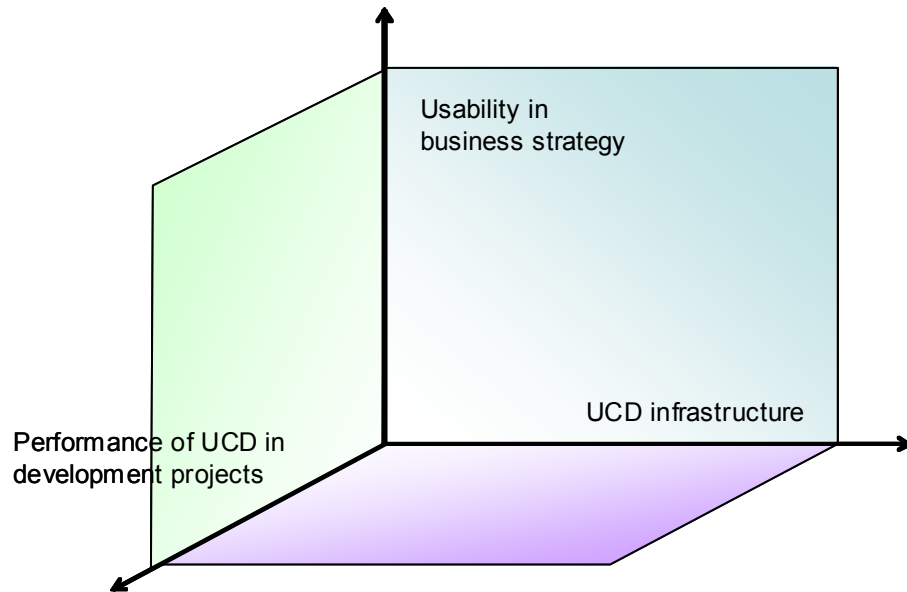 Usability in
business strategy
UCD infrastructure
Performance of UCD in
development projects